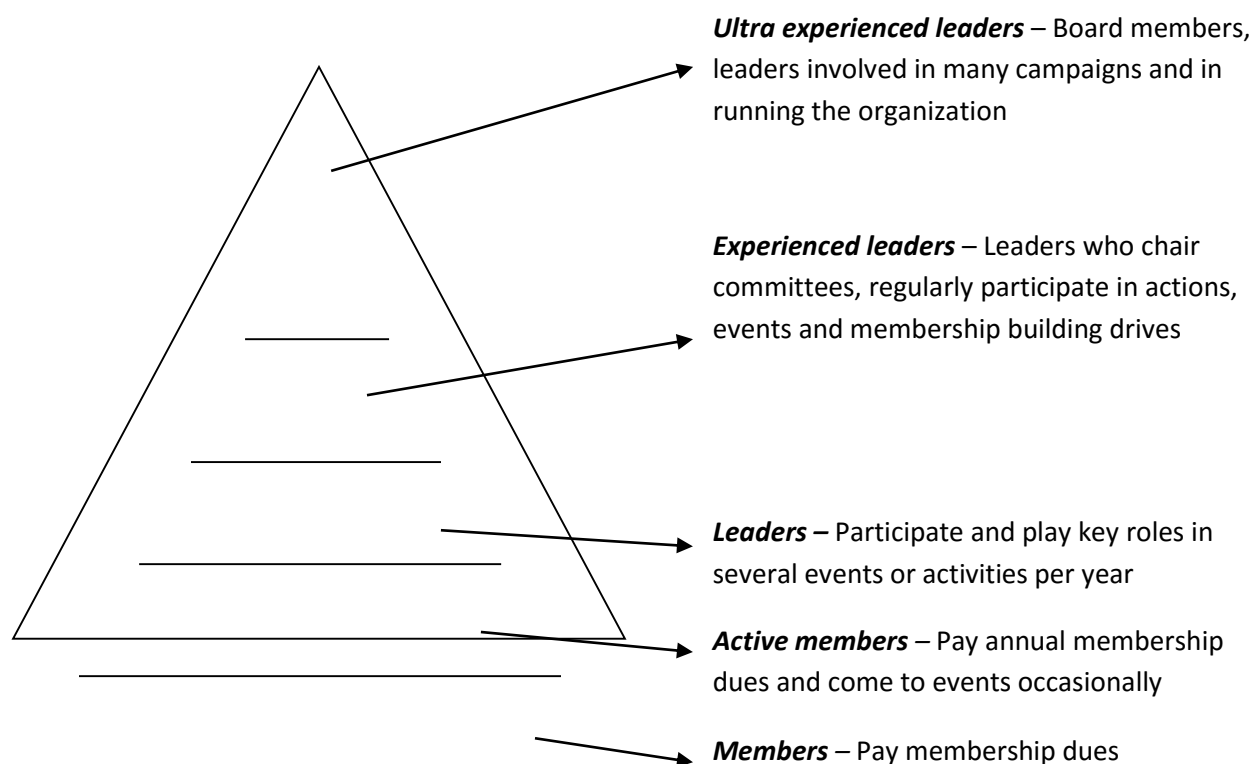 Ultra experienced leaders – Board members,
leaders involved in many campaigns and in
running the organization
Experienced leaders – Leaders who chair
committees, regularly participate in actions,
events and membership building drives
Leaders – Participate and play key roles in
several events or activities per year
Active members – Pay annual membership
dues and come to events occasionally
Members – Pay membership dues